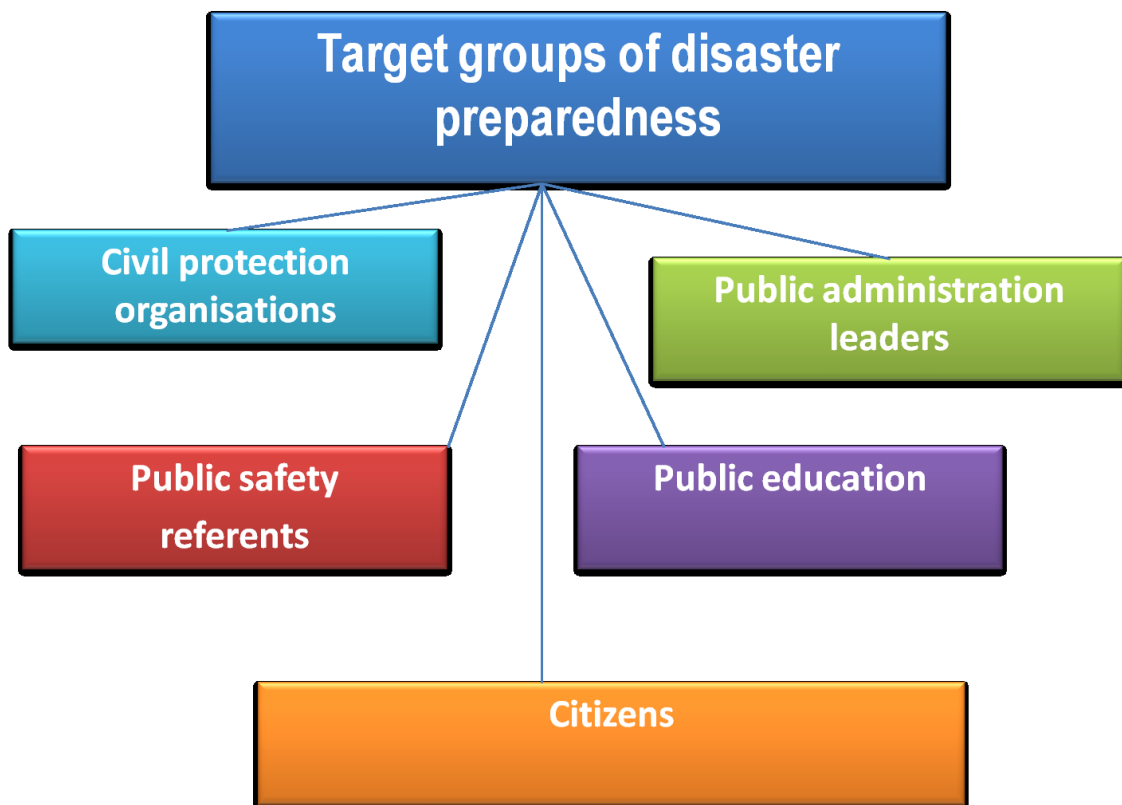 Target groups of disaster
preparedness
Civil protection
organisations
Public administration
leaders
Public safety
referents
Public education
Citizens